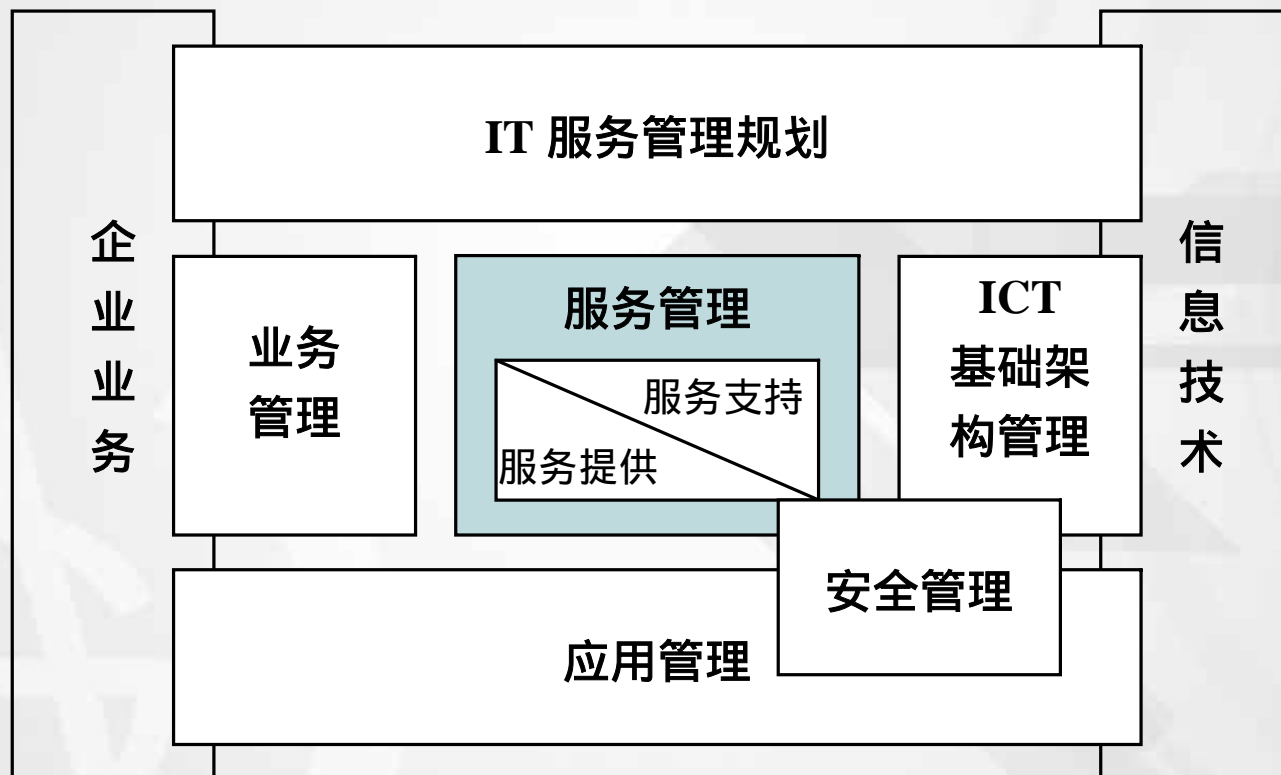 IT 服务管理规划
企
业
业
务
业务
管理
服务管理
服务支持
服务提供
ICT
基础架
构管理
信
息
技
术
安全管理
应用管理